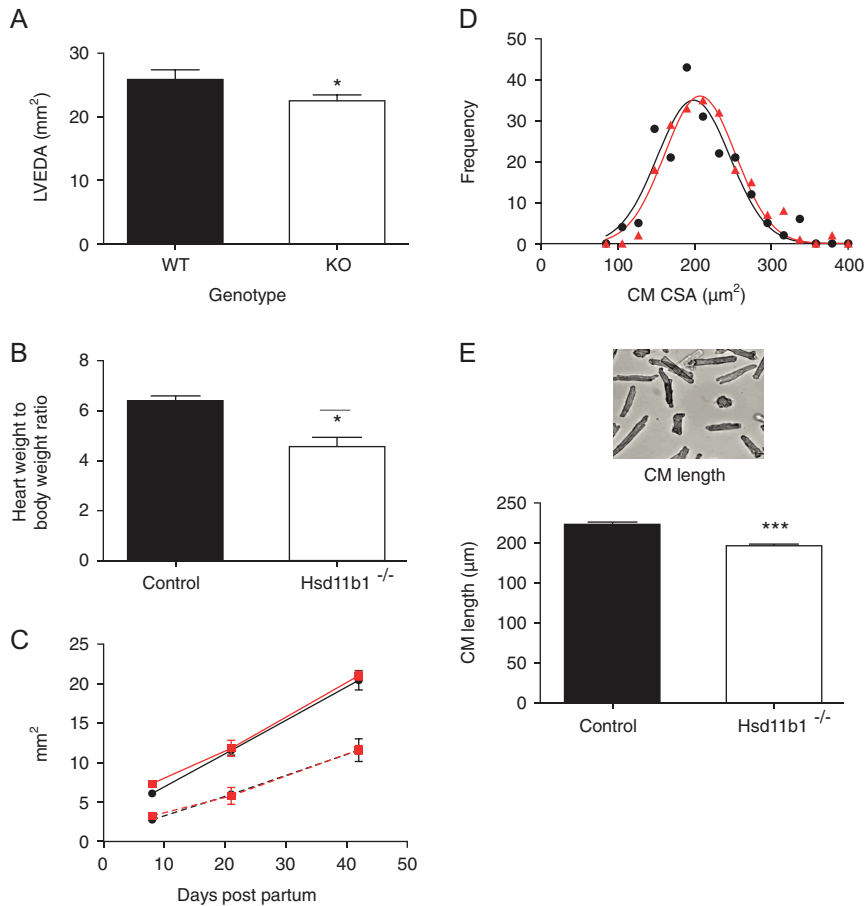 A
30
20
10
0
LVEDA (mm²)
*
WT
KO
Genotype
B
8
6
4
2
0
Heart weight to
body weight ratio
*
Control
Hsd11b1 -/-
C
25
20
15
10
5
0
mm²
0
10
20
30
40
50
Days post partum
D
50
40
30
20
10
0
Frequency
0
100
200
300
400
CM CSA (µm²)
E
CM length
250
200
100
100
50
0
CM length (µm)
***
Control
Hsd11b1 -/-